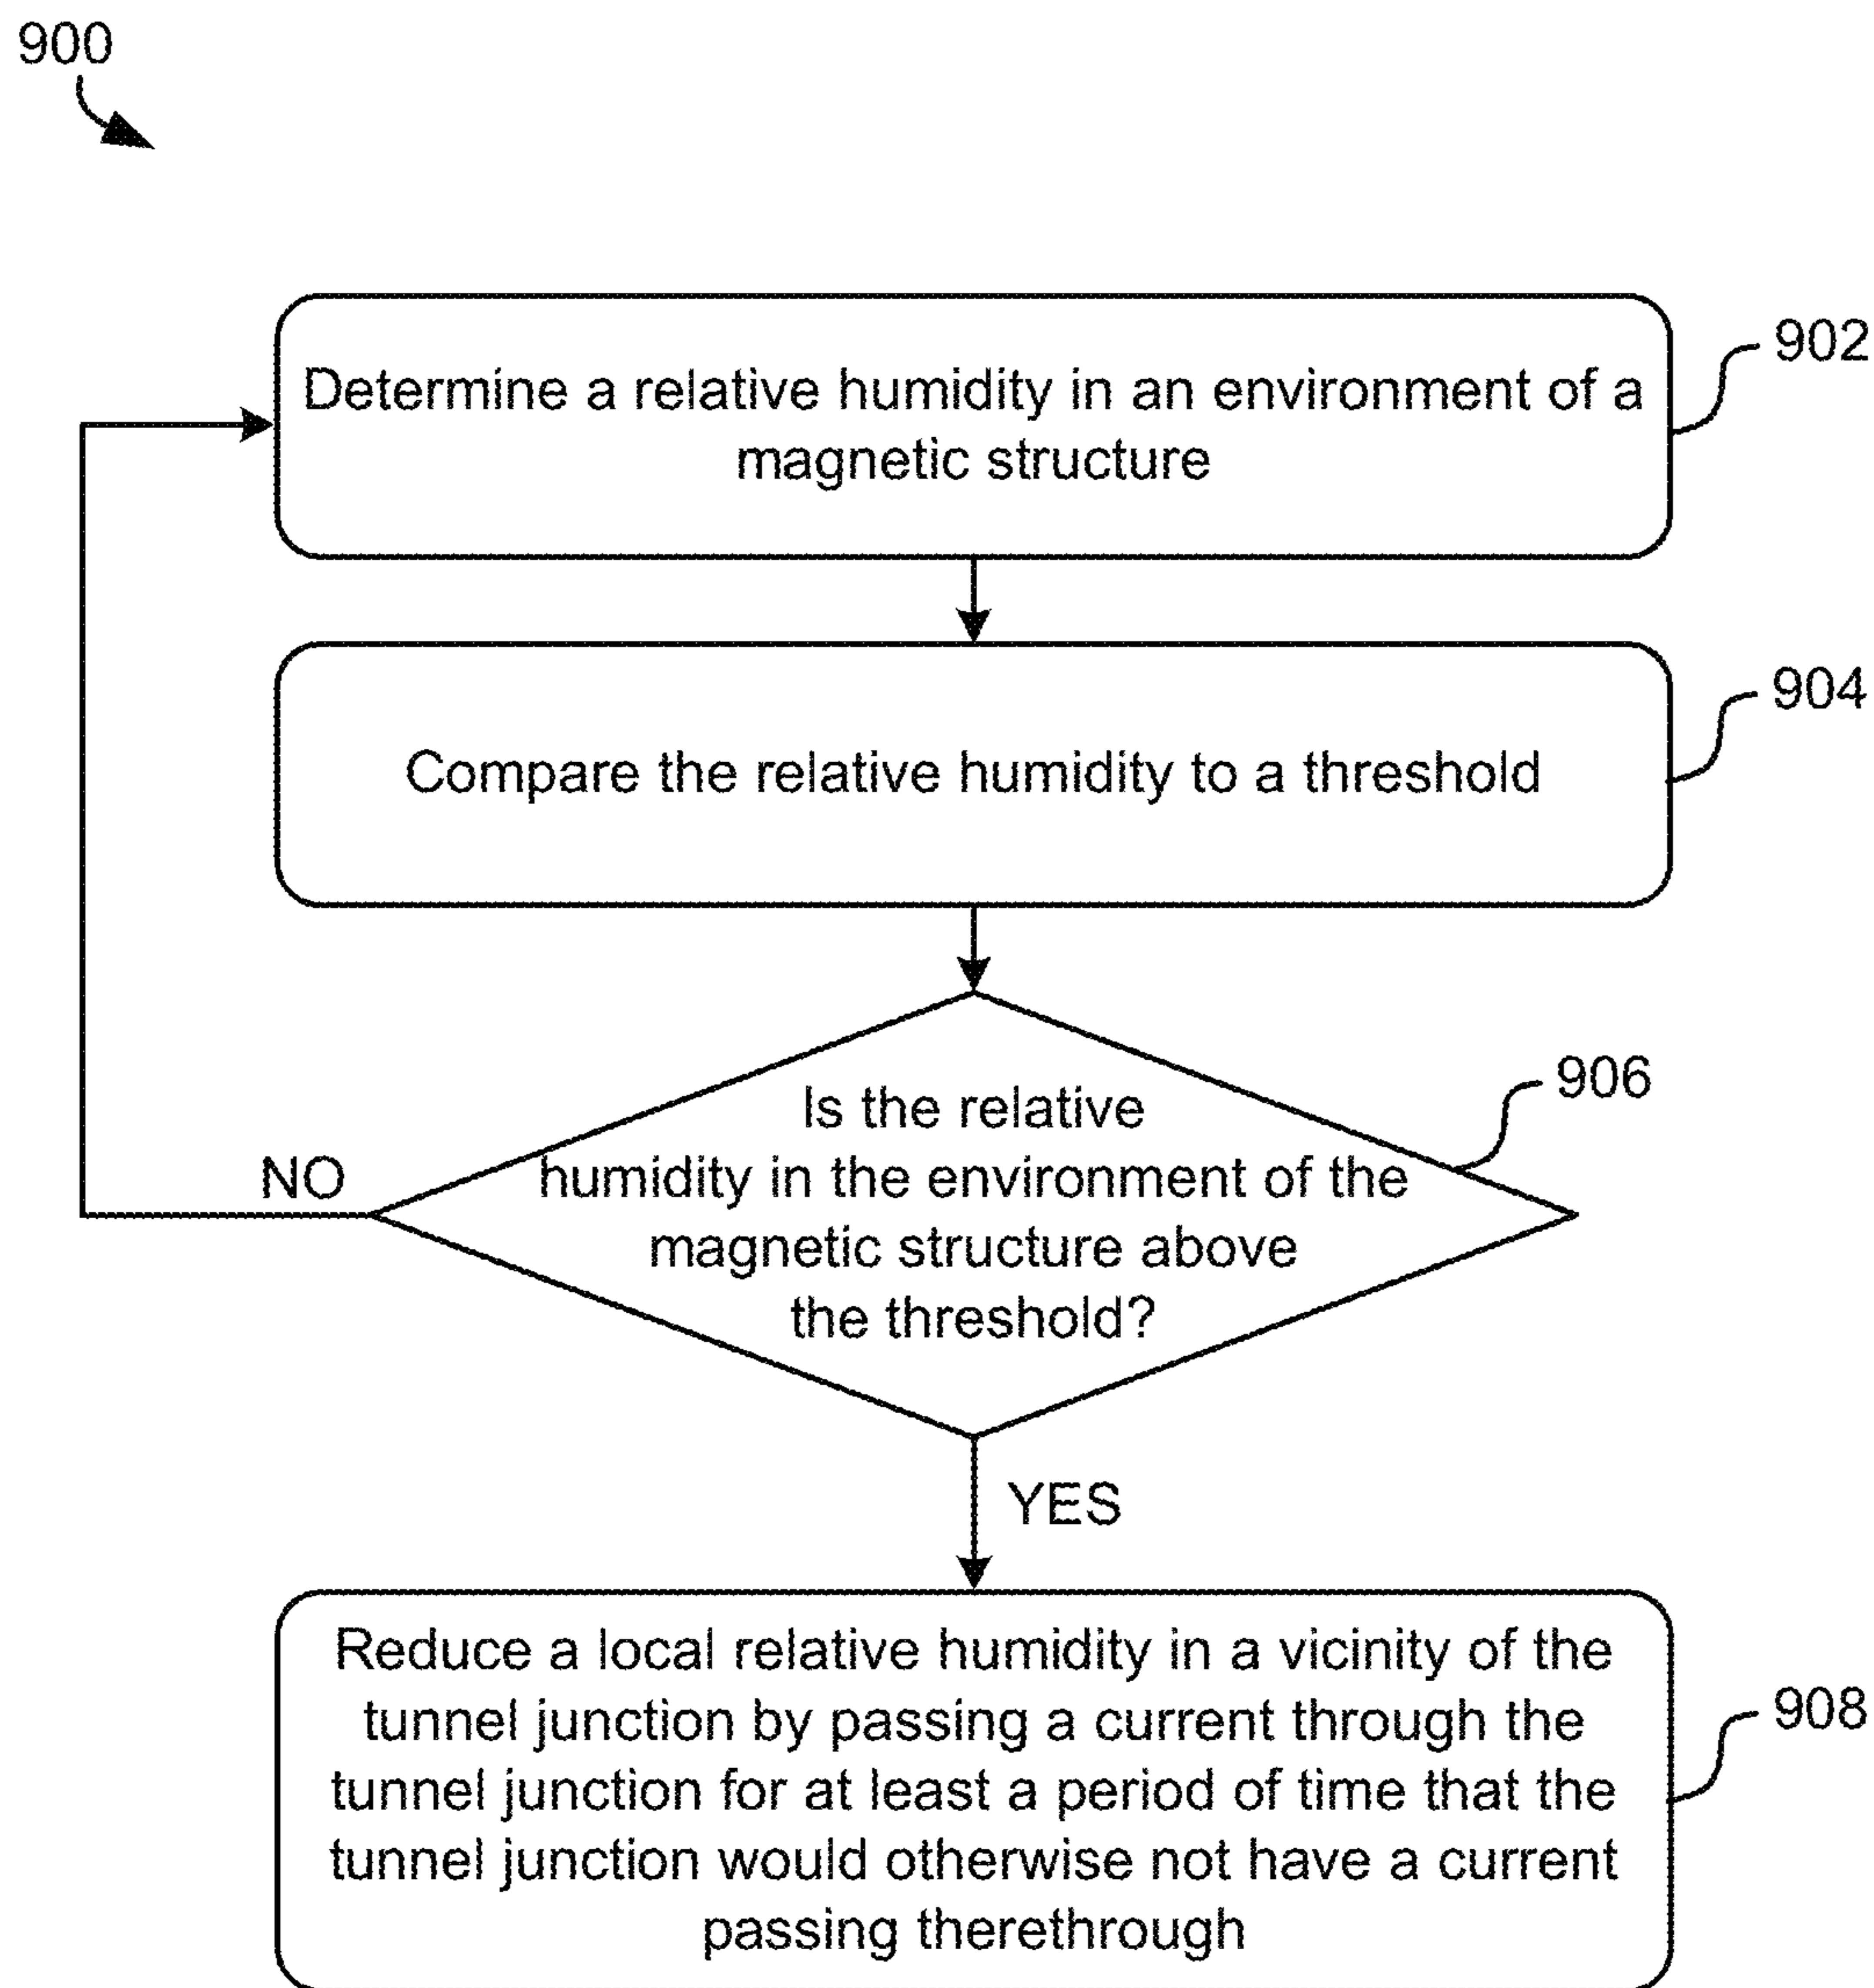 900
Determine a relative humidity in an environment of a
magnetic structure
902
Compare the relative humidity to a threshold
904
Is the relative
humidity in the environment of the
magnetic structure above
the threshold?
906
NO
YES
Reduce a local relative humidity in a vicinity of the
tunnel junction by passing a current through the
tunnel junction for at least a period of time that the
tunnel junction would otherwise not have a current
passing therethrough
908